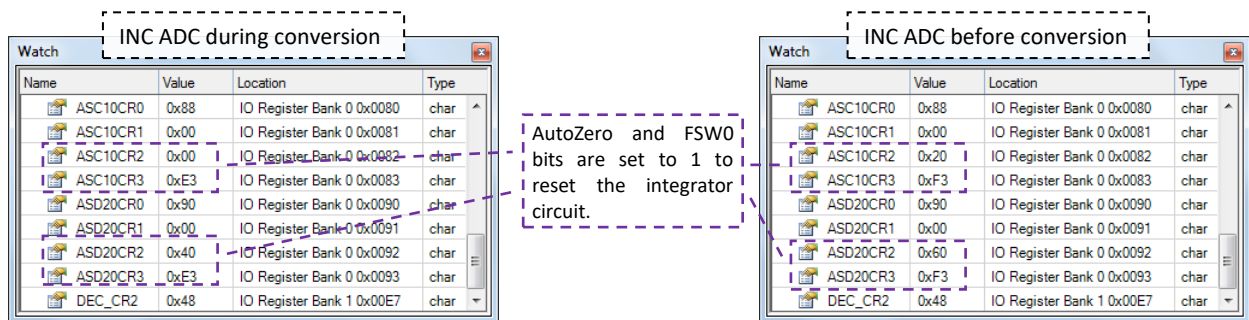 INC ADC during conversion
Watch
Name Value Location Type
ASC10CR0 0x88 IO Register Bank 0 0x0080 char
ASC10CR1 0x00 IO Register Bank 0 0x0081 char
ASC10CR2 0x00 IO Register Bank 0 0x0082 char
ASC10CR3 0xE3 IO Register Bank 0 0x0083 char
ASD20CR0 0x90 IO Register Bank 0 0x0090 char
ASD20CR1 0x00 IO Register Bank 0 0x0091 char
ASD20CR2 0x40 IO Register Bank 0 0x0092 char
ASD20CR3 0xE3 IO Register Bank 0 0x0093 char
DEC_CR2 0x48 IO Register Bank 1 0x00E7 char
AutoZero and FSW0
bits are set to 1 to
reset the integrator
circuit.
INC ADC before conversion
Watch
Name Value Location Type
ASC10CR0 0x88 IO Register Bank 0 0x0080 char
ASC10CR1 0x00 IO Register Bank 0 0x0081 char
ASC10CR2 0x20 IO Register Bank 0 0x0082 char
ASC10CR3 0xF3 IO Register Bank 0 0x0083 char
ASD20CR0 0x90 IO Register Bank 0 0x0090 char
ASD20CR1 0x00 IO Register Bank 0 0x0091 char
ASD20CR2 0x60 IO Register Bank 0 0x0092 char
ASD20CR3 0xF3 IO Register Bank 0 0x0093 char
DEC_CR2 0x48 IO Register Bank 1 0x00E7 char